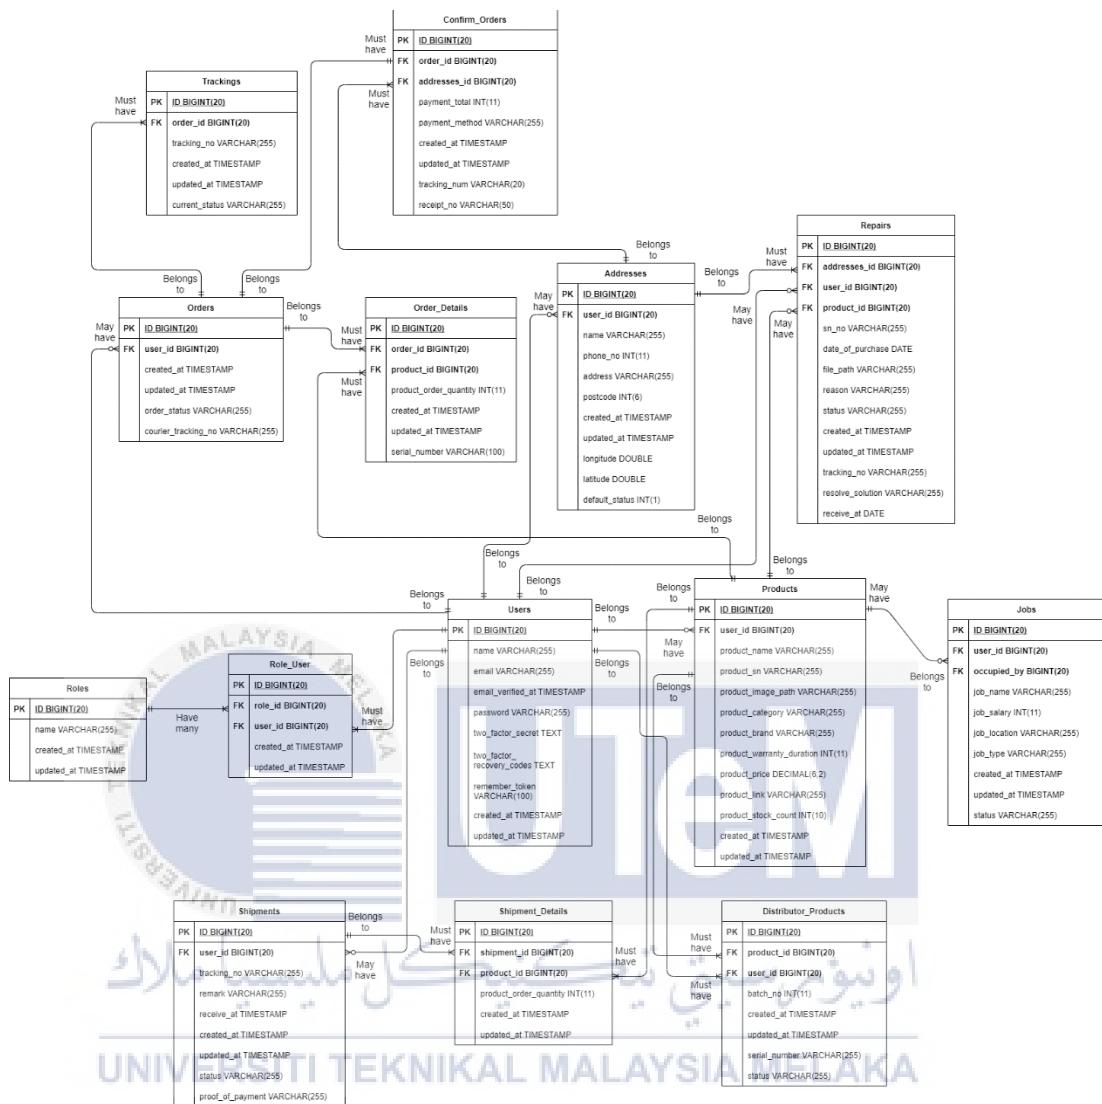 Confirm_Orders
PK ID BIGINT(20)
FK order_id BIGINT(20)
FK addresses_id BIGINT(20)
payment_total INT(11)
payment_method VARCHAR(255)
created_at TIMESTAMP
updated_at TIMESTAMP
tracking_num VARCHAR(20)
receipt_no VARCHAR(50)
Must
have
Must
have
Trackings
PK ID BIGINT(20)
FK order_id BIGINT(20)
tracking_no VARCHAR(255)
created_at TIMESTAMP
updated_at TIMESTAMP
current_status VARCHAR(255)
Must
have
Repairs
PK ID BIGINT(20)
FK addresses_id BIGINT(20)
FK user_id BIGINT(20)
FK product_id BIGINT(20)
sn_no VARCHAR(255)
date_of_purchase DATE
file_path VARCHAR(255)
reason VARCHAR(255)
status VARCHAR(255)
created_at TIMESTAMP
updated_at TIMESTAMP
tracking_no VARCHAR(255)
resolve_solution VARCHAR(255)
receive_at DATE
Must
have
May
have
May
have
Belongs
to
Belongs
to
Addresses
PK ID BIGINT(20)
FK user_id BIGINT(20)
name VARCHAR(255)
phone_no INT(11)
address VARCHAR(255)
postcode INT(6)
created_at TIMESTAMP
updated_at TIMESTAMP
longitude DOUBLE
latitude DOUBLE
default_status INT(1)
May
have
Belongs
to
Belongs
to
Belongs
to
Orders
PK ID BIGINT(20)
FK user_id BIGINT(20)
created_at TIMESTAMP
updated_at TIMESTAMP
order_status VARCHAR(255)
courier_tracking_no VARCHAR(255)
May
have
Order_Details
PK ID BIGINT(20)
FK order_id BIGINT(20)
FK product_id BIGINT(20)
product_order_quantity INT(11)
created_at TIMESTAMP
updated_at TIMESTAMP
serial_number VARCHAR(100)
Must
have
Must
have
Belongs
to
Belongs
to
Belongs
to
Belongs
to
Belongs
to
Users
PK ID BIGINT(20)
name VARCHAR(255)
email VARCHAR(255)
email_verified_at TIMESTAMP
password VARCHAR(255)
two_factor_secret TEXT
two_factor_
recovery_codes TEXT
remember_token
VARCHAR(100)
created_at TIMESTAMP
updated_at TIMESTAMP
Belongs
to
Belongs
to
Belongs
to
Belongs
to
May
have
Belongs
to
Belongs
to
Products
PK ID BIGINT(20)
FK user_id BIGINT(20)
product_name VARCHAR(255)
product_sn VARCHAR(255)
product_image_path VARCHAR(255)
product_category VARCHAR(255)
product_brand VARCHAR(255)
product_warranty_duration INT(11)
product_price DECIMAL(6,2)
product_link VARCHAR(255)
product_stock_count INT(10)
created_at TIMESTAMP
updated_at TIMESTAMP
May
have
Belongs
to
Jobs
PK ID BIGINT(20)
FK user_id BIGINT(20)
FK occupied_by BIGINT(20)
job_name VARCHAR(255)
job_salary INT(11)
job_location VARCHAR(255)
job_type VARCHAR(255)
created_at TIMESTAMP
updated_at TIMESTAMP
status VARCHAR(255)
Roles
PK ID BIGINT(20)
name VARCHAR(255)
created_at TIMESTAMP
updated_at TIMESTAMP
Have
many
Role_User
PK ID BIGINT(20)
FK role_id BIGINT(20)
FK user_id BIGINT(20)
created_at TIMESTAMP
updated_at TIMESTAMP
Must
have
UNIVERSITI TEKNIKAL MALAYSIA MELAKA
UTeM
Shipments
PK ID BIGINT(20)
FK user_id BIGINT(20)
tracking_no VARCHAR(255)
remark VARCHAR(255)
receive_at TIMESTAMP
created_at TIMESTAMP
updated_at TIMESTAMP
status VARCHAR(255)
proof_of_payment VARCHAR(255)
Belongs
to
May
have
Shipment_Details
PK ID BIGINT(20)
FK shipment_id BIGINT(20)
FK product_id BIGINT(20)
product_order_quantity INT(11)
created_at TIMESTAMP
updated_at TIMESTAMP
Must
have
Must
have
Distributor_Products
PK ID BIGINT(20)
FK product_id BIGINT(20)
FK user_id BIGINT(20)
batch_no INT(11)
created_at TIMESTAMP
updated_at TIMESTAMP
serial_number VARCHAR(255)
status VARCHAR(255)
Must
have
Must
have
اونيۏرسيتي تيكنيكل مليسيا ملاك
UNIVERSITI TEKNIKAL MALAYSIA MELAKA